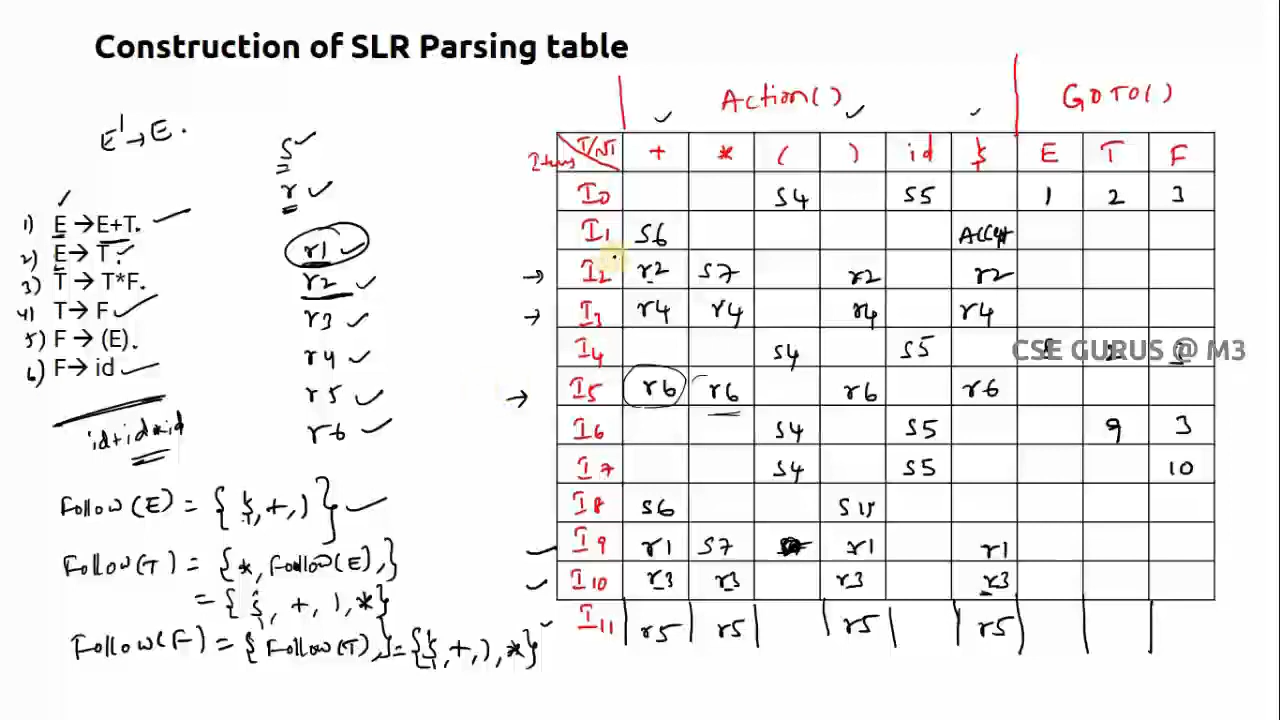 Construction of SLR Parsing table
Action()
GOTO()
E' → E.
S
r
1) E → E+T.
2) E → T.
3) T → T*F.
4) T → F
5) F → (E).
6) F → id
r1
r2
r3
r4
r5
r6
id+id*id
Follow(E) = {$,+,)}
Follow(T) = {*, Follow(E),}
= {$, +, ), *}
Follow(F) = {Follow(T),} = {$,+,),*}
Items T/NT + * ( ) id $ E T F
I0 S4 S5 1 2 3
I1 S6 Accept
I2 r2 S7 r2 r2
I3 r4 r4 r4 r4
I4 S4 S5 8
CSE GURUS @ M3
I5 r6 r6 r6 r6
I6 S4 S5 9 3
I7 S4 S5 10
I8 S6 S11
I9 r1 S7 r1 r1
I10 r3 r3 r3 r3
I11 r5 r5 r5 r5